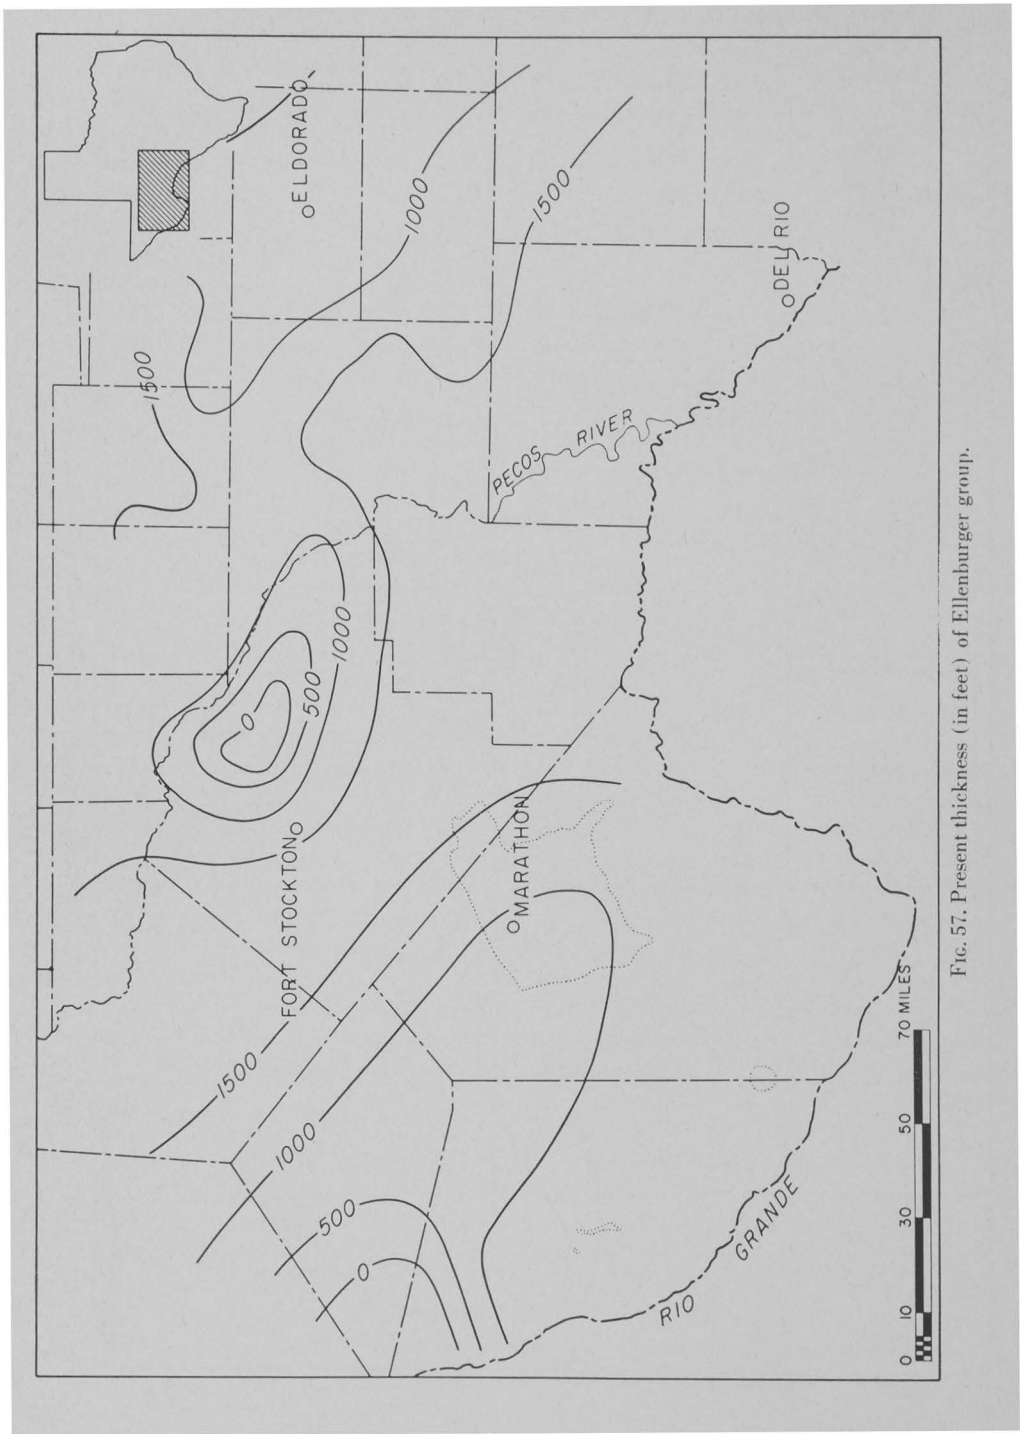 ELDORADO
1500
1000
1500
DEL RIO
PECOS RIVER
1000
500
0
FORT STOCKTON
MARATHON
1500
1000
500
0
RIO GRANDE
0 10 30 50 70 MILES
FIG. 57. Present thickness (in feet) of Ellenburger group.